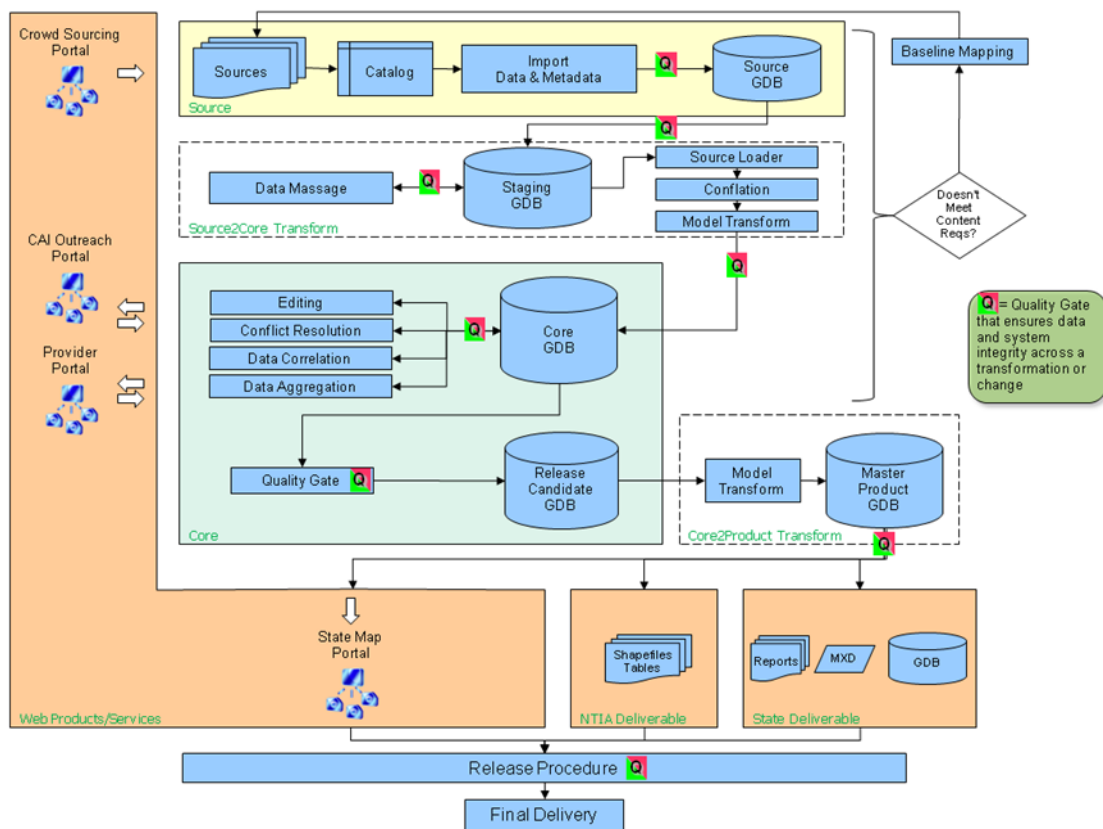 Crowd Sourcing
Portal
Sources
Catalog
Import
Data & Metadata
Q
Source
GDB
Source
Baseline Mapping
Q
Data Massage
Q
Staging
GDB
Source Loader
Conflation
Model Transform
Source2Core Transform
Doesn't
Meet
Content
Reqs?
CAI Outreach
Portal
Q
Editing
Conflict Resolution
Data Correlation
Data Aggregation
Q
Core
GDB
Provider
Portal
Q = Quality Gate
that ensures data
and system
integrity across a
transformation or
change
Quality Gate Q
Release
Candidate
GDB
Core
Model
Transform
Master
Product
GDB
Core2Product Transform
Q
State Map
Portal
Web Products/Services
Shapefiles
Tables
NTIA Deliverable
Reports
MXD
GDB
State Deliverable
Release Procedure Q
Final Delivery